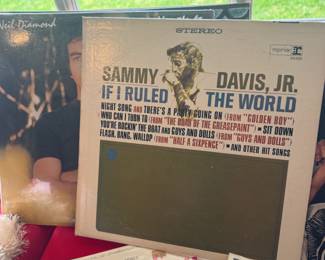 Neil Diamond
STEREO
reprise
SAMMY DAVIS, JR.
IF I RULED THE WORLD
NIGHT SONG AND THERE'S A PARTY GOING ON (FROM "GOLDEN BOY")
WHO CAN I TURN TO (FROM "THE ROAR OF THE GREASEPAINT") • SIT DOWN
YOU'RE ROCKIN' THE BOAT AND GUYS AND DOLLS (FROM "GUYS AND DOLLS")
FLASH, BANG, WALLOP (FROM "HALF A SIXPENCE") • AND OTHER HIT SONGS